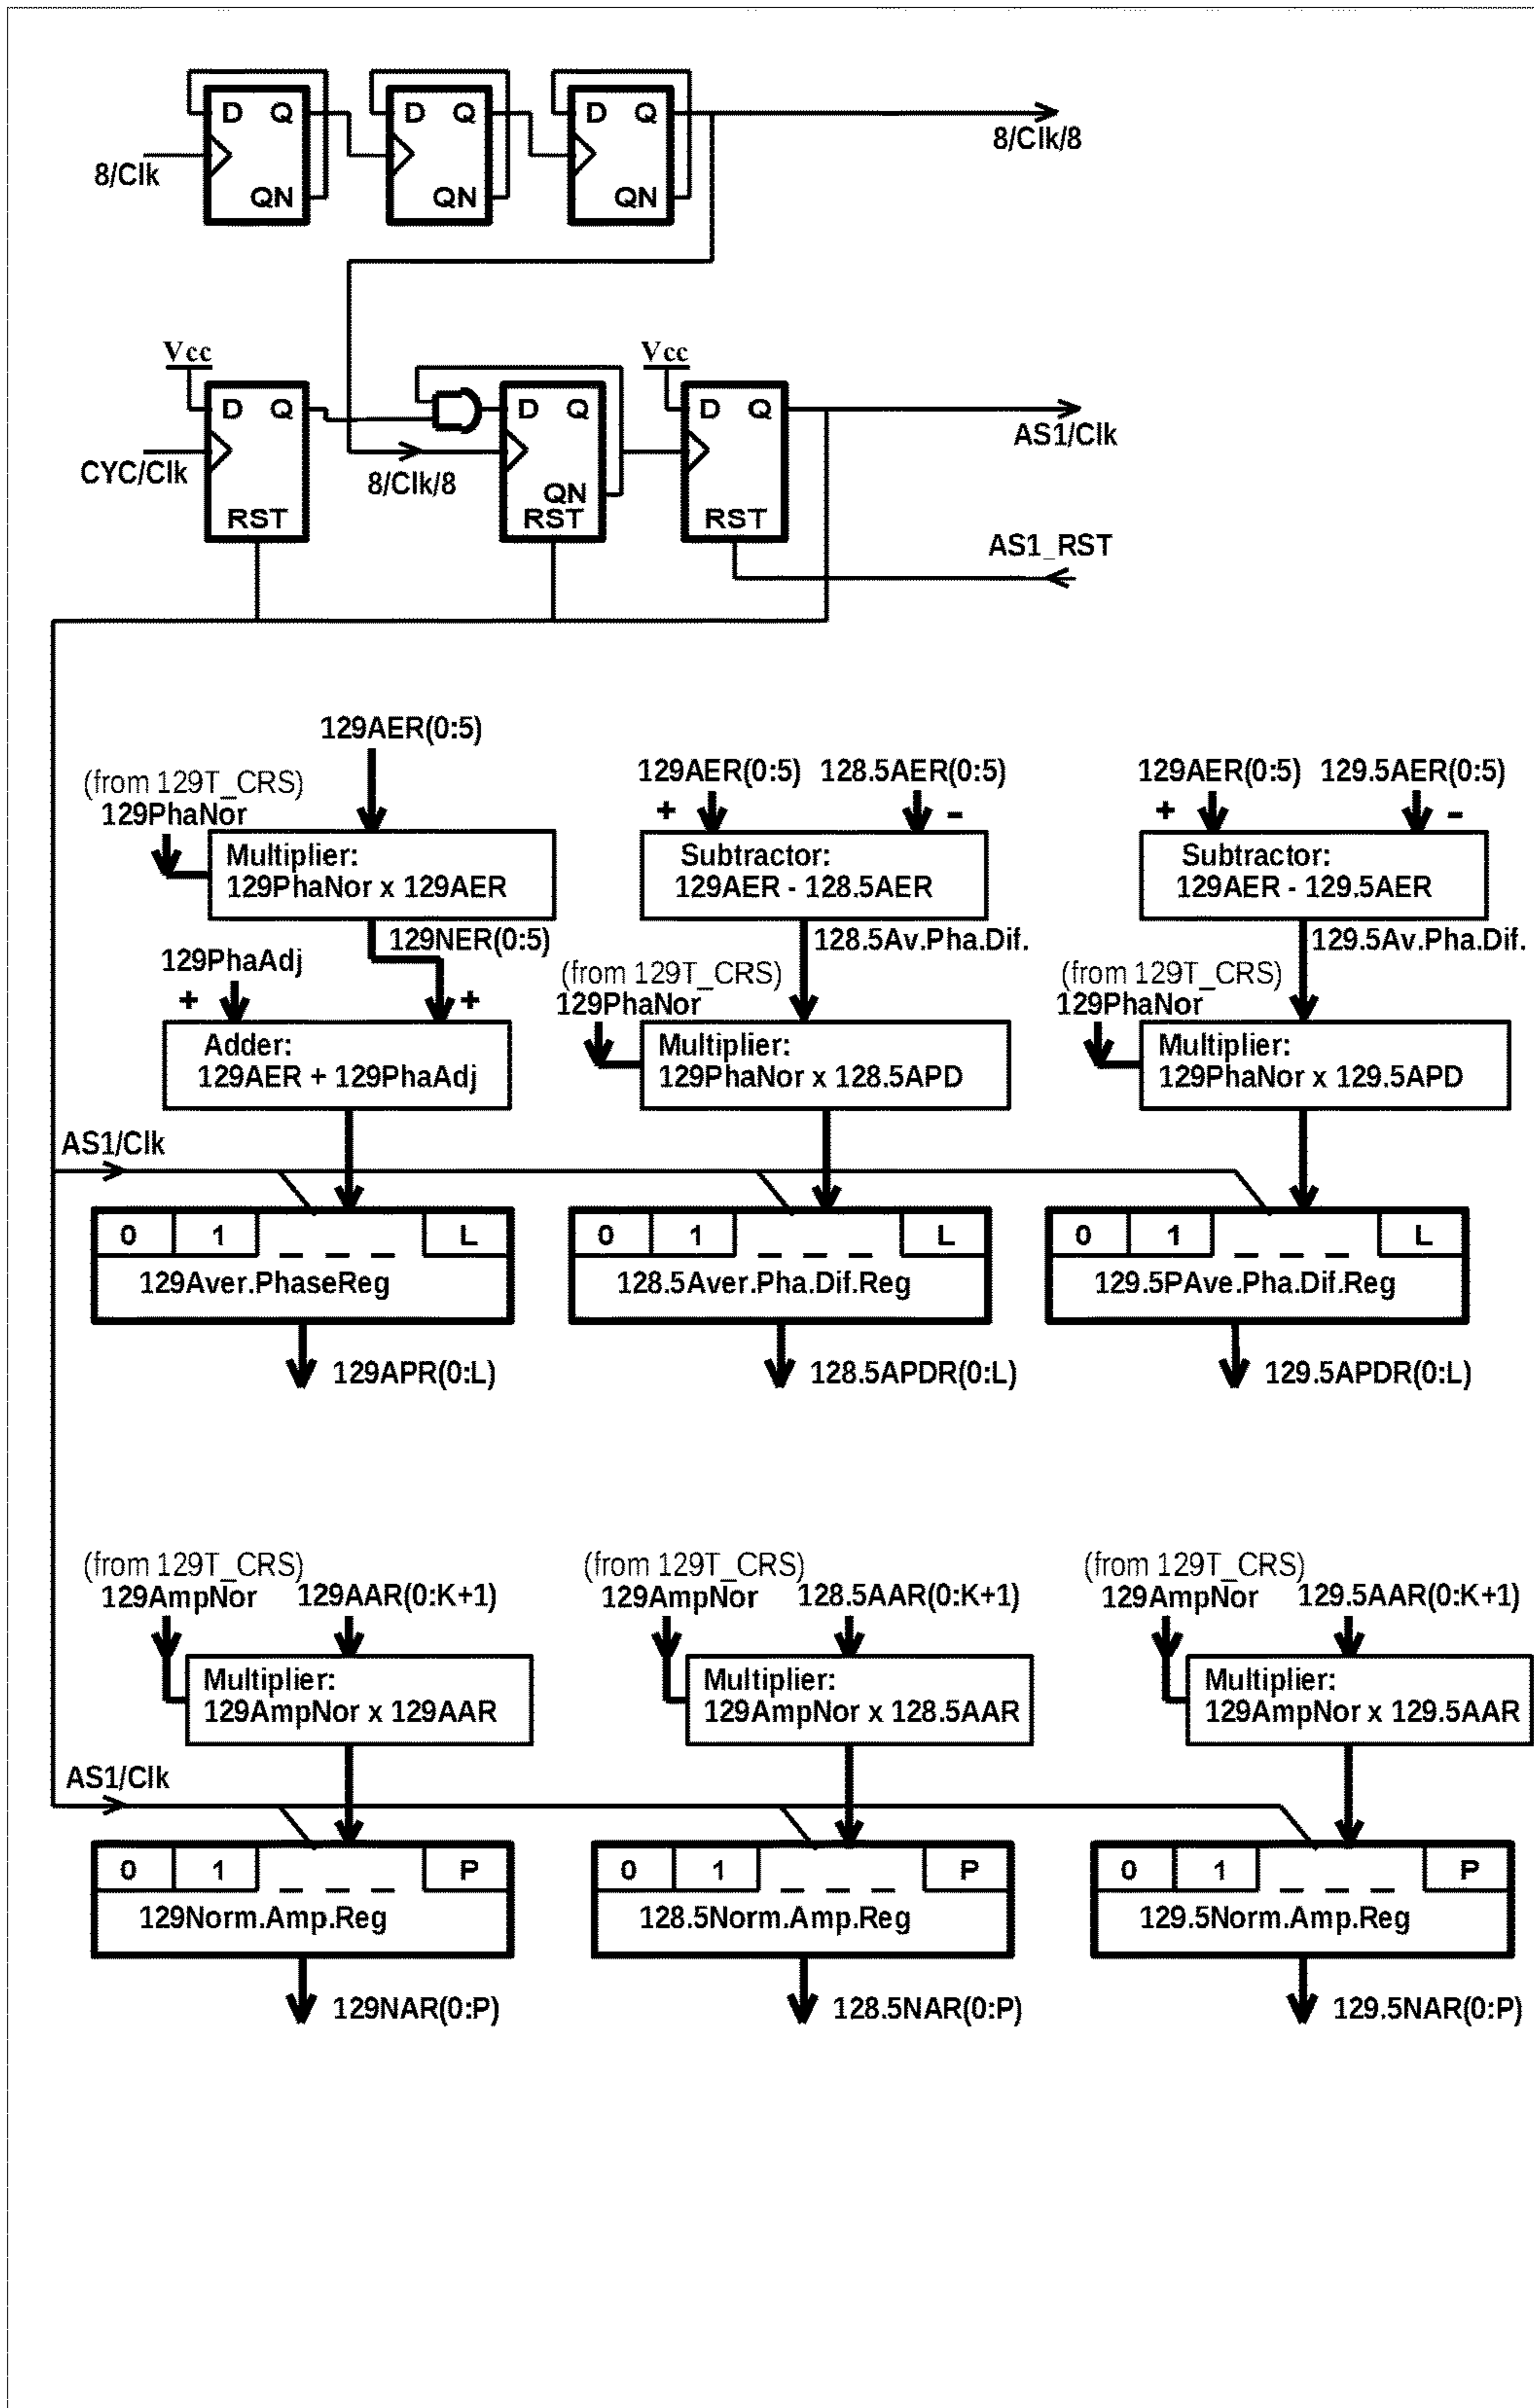 D Q
D Q
D Q
8/Clk/8
8/Clk
QN
QN
QN
Vcc
Vcc
D Q
D Q
D Q
AS1/Clk
CYC/Clk
8/Clk/8
QN
RST
RST
RST
AS1_RST
129AER(0:5)
(from 129T_CRS)
129PhaNor
129AER(0:5)
128.5AER(0:5)
129AER(0:5)
129.5AER(0:5)
+
-
+
-
Multiplier:
129PhaNor x 129AER
Subtractor:
129AER - 128.5AER
Subtractor:
129AER - 129.5AER
129NER(0:5)
128.5Av.Pha.Dif.
129.5Av.Pha.Dif.
129PhaAdj
+
+
(from 129T_CRS)
129PhaNor
(from 129T_CRS)
129PhaNor
Adder:
129AER + 129PhaAdj
Multiplier:
129PhaNor x 128.5APD
Multiplier:
129PhaNor x 129.5APD
AS1/Clk
0 1 L
129Aver.PhaseReg
0 1 L
128.5Aver.Pha.Dif.Reg
0 1 L
129.5PAve.Pha.Dif.Reg
129APR(0:L)
128.5APDR(0:L)
129.5APDR(0:L)
(from 129T_CRS)
129AmpNor
129AAR(0:K+1)
(from 129T_CRS)
129AmpNor
128.5AAR(0:K+1)
(from 129T_CRS)
129AmpNor
129.5AAR(0:K+1)
Multiplier:
129AmpNor x 129AAR
Multiplier:
129AmpNor x 128.5AAR
Multiplier:
129AmpNor x 129.5AAR
AS1/Clk
0 1 P
129Norm.Amp.Reg
0 1 P
128.5Norm.Amp.Reg
0 1 P
129.5Norm.Amp.Reg
129NAR(0:P)
128.5NAR(0:P)
129.5NAR(0:P)